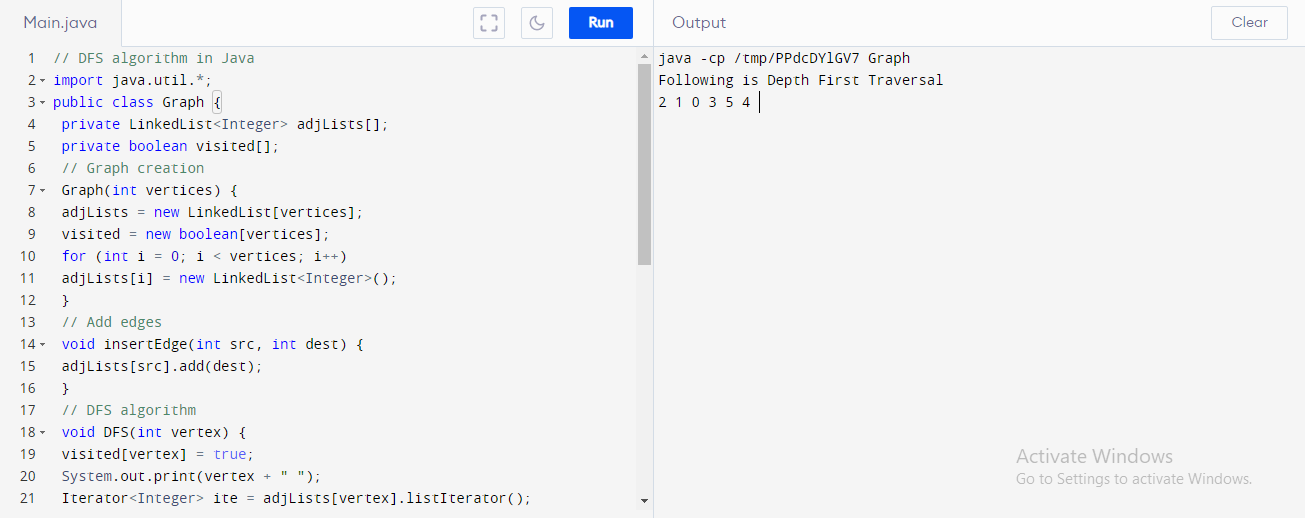 Main.java
Run
Output
Clear
1 // DFS algorithm in Java
2 import java.util.*;
3 public class Graph {
4 private LinkedList<Integer> adjLists[];
5 private boolean visited[];
6 // Graph creation
7 Graph(int vertices) {
8 adjLists = new LinkedList[vertices];
9 visited = new boolean[vertices];
10 for (int i = 0; i < vertices; i++)
11 adjLists[i] = new LinkedList<Integer>();
12 }
13 // Add edges
14 void insertEdge(int src, int dest) {
15 adjLists[src].add(dest);
16 }
17 // DFS algorithm
18 void DFS(int vertex) {
19 visited[vertex] = true;
20 System.out.print(vertex + " ");
21 Iterator<Integer> ite = adjLists[vertex].listIterator();
java -cp /tmp/PPdcDYlGV7 Graph
Following is Depth First Traversal
2 1 0 3 5 4
Activate Windows
Go to Settings to activate Windows.